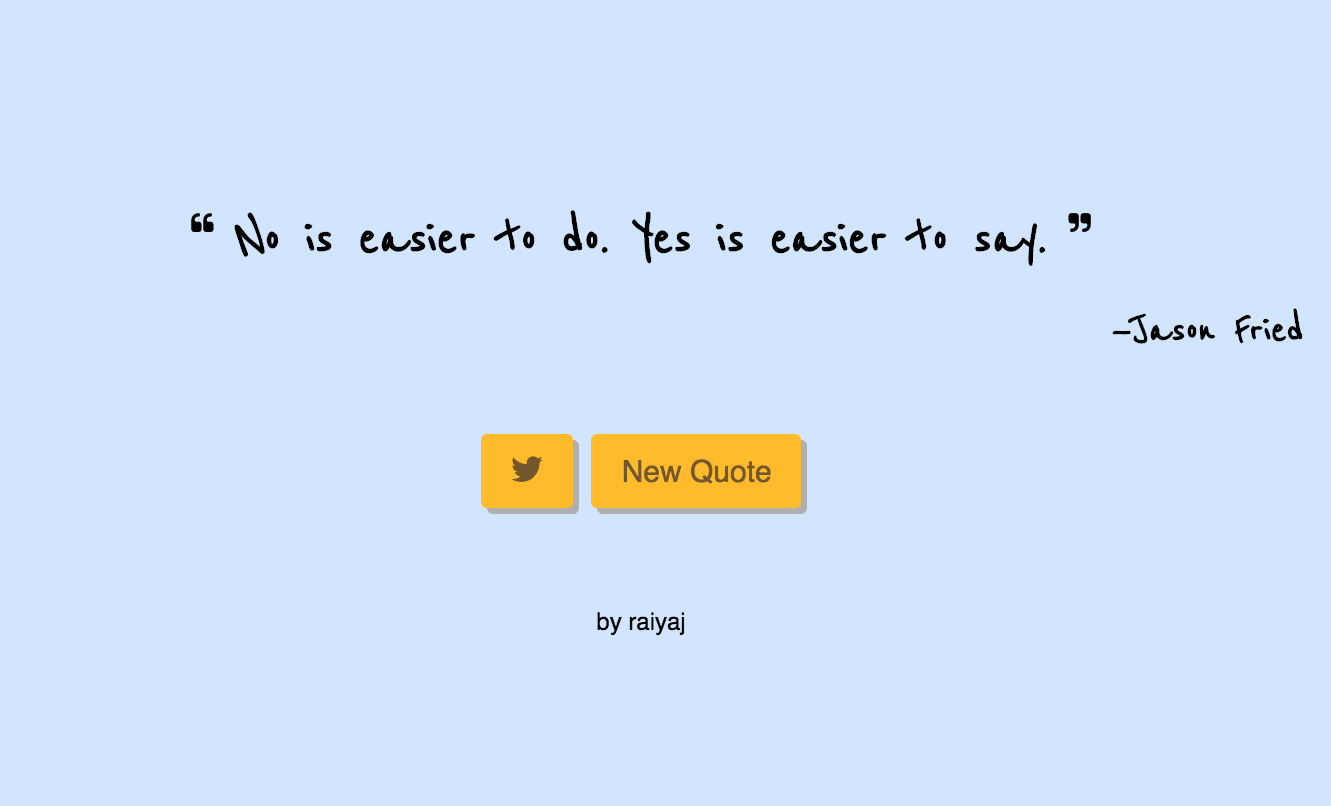 “ No is easier to do. Yes is easier to say. ”
—Jason Fried
New Quote
by raiyaj